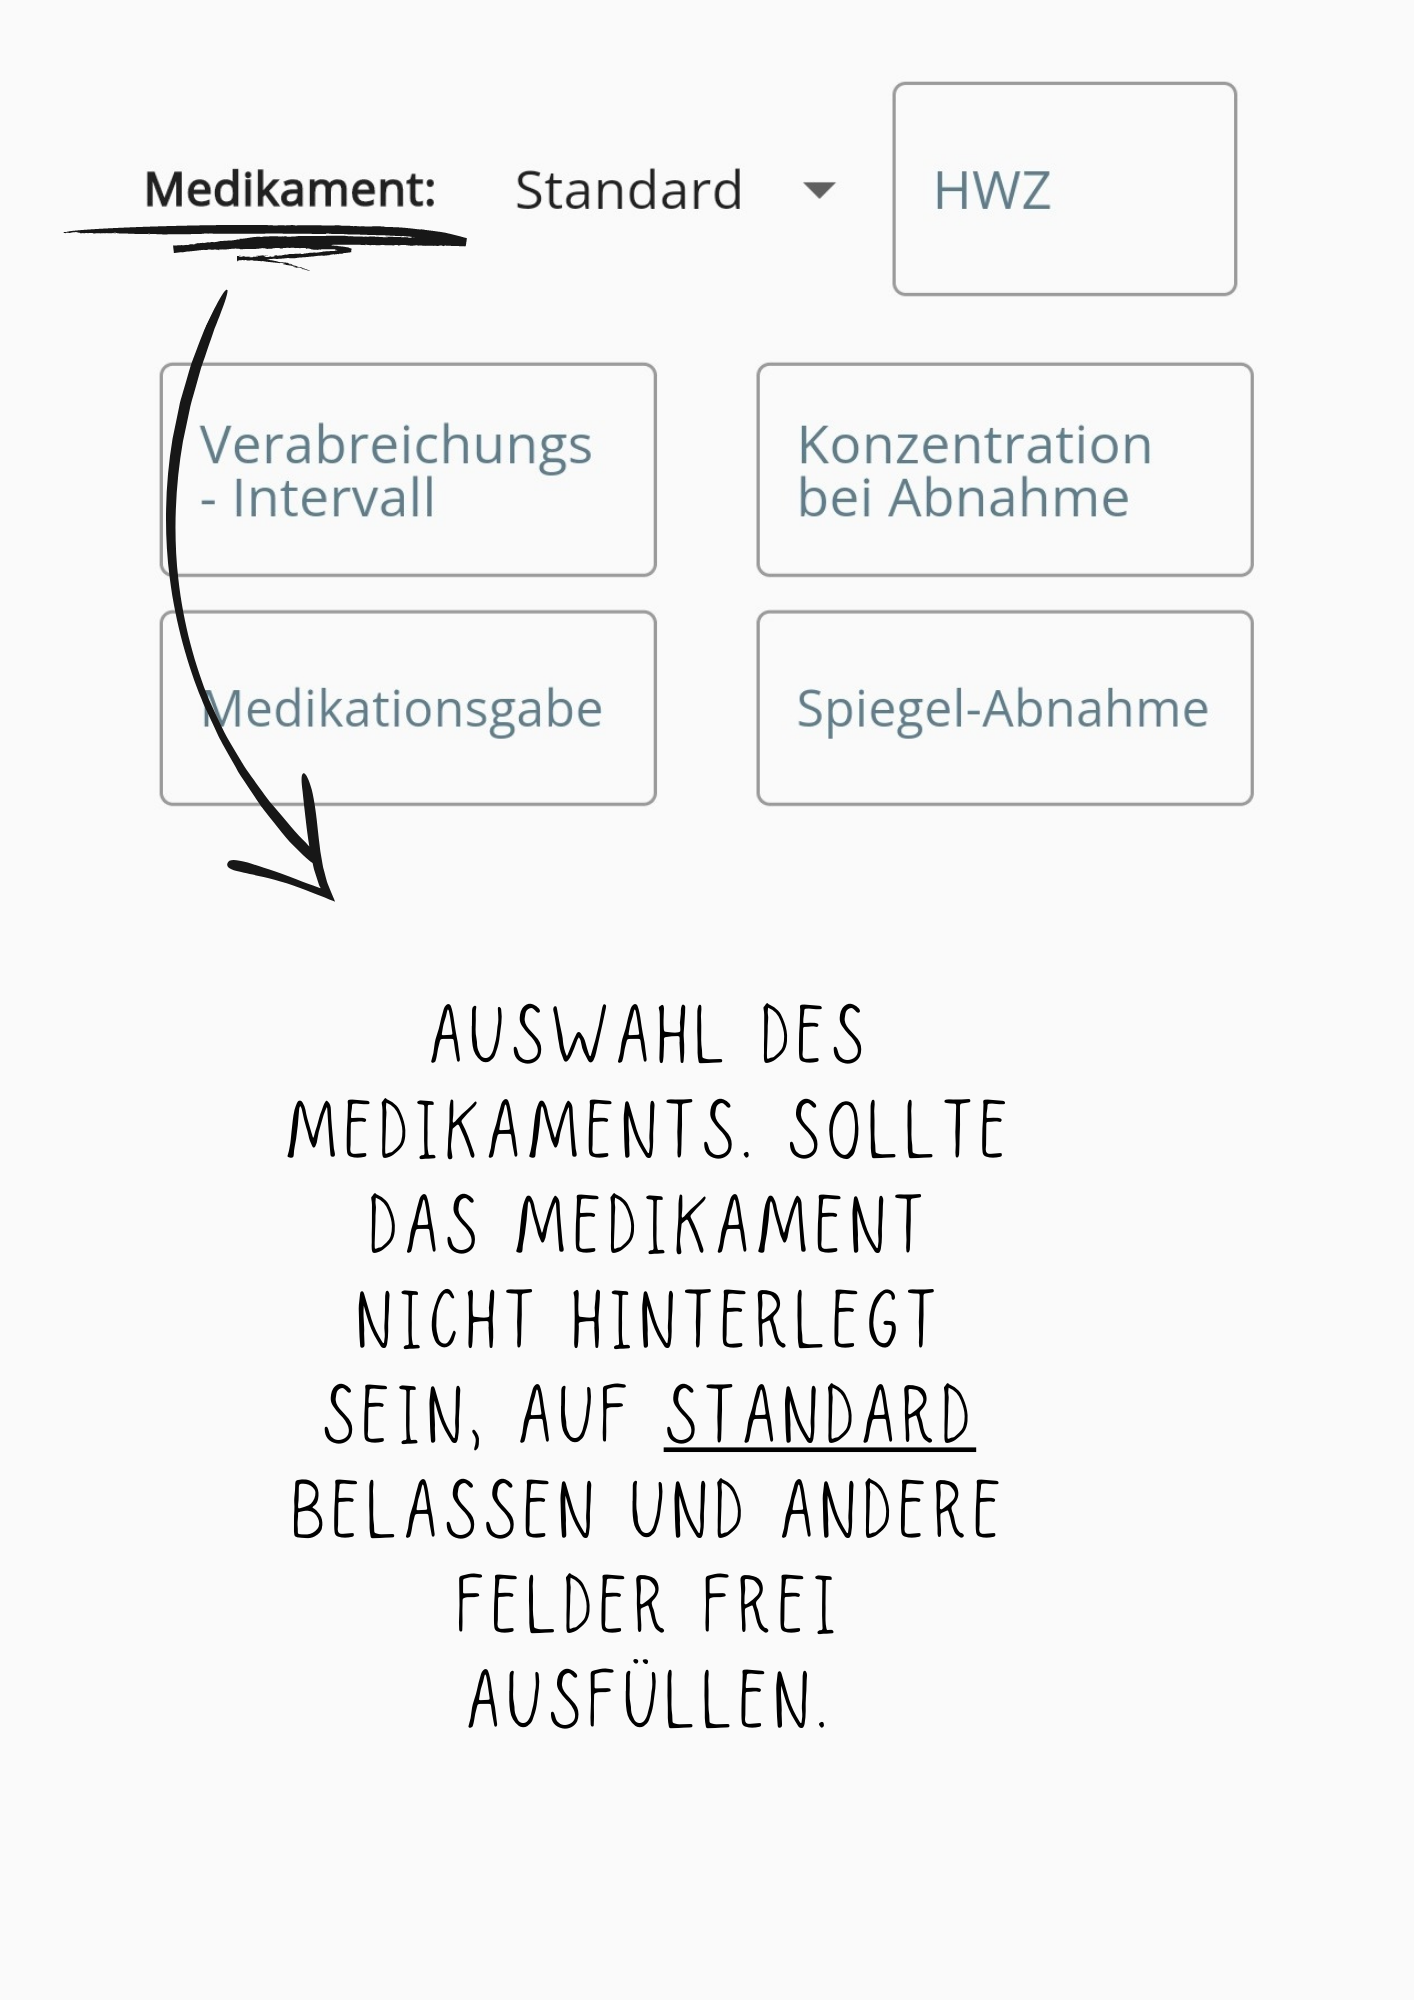 Medikament: Standard HWZ
Verabreichungs
- Intervall
Konzentration
bei Abnahme
Medikationsgabe
Spiegel-Abnahme
AUSWAHL DES
MEDIKAMENTS. SOLLTE
DAS MEDIKAMENT
NICHT HINTERLEGT
SEIN, AUF STANDARD
BELASSEN UND ANDERE
FELDER FREI
AUSFÜLLEN.